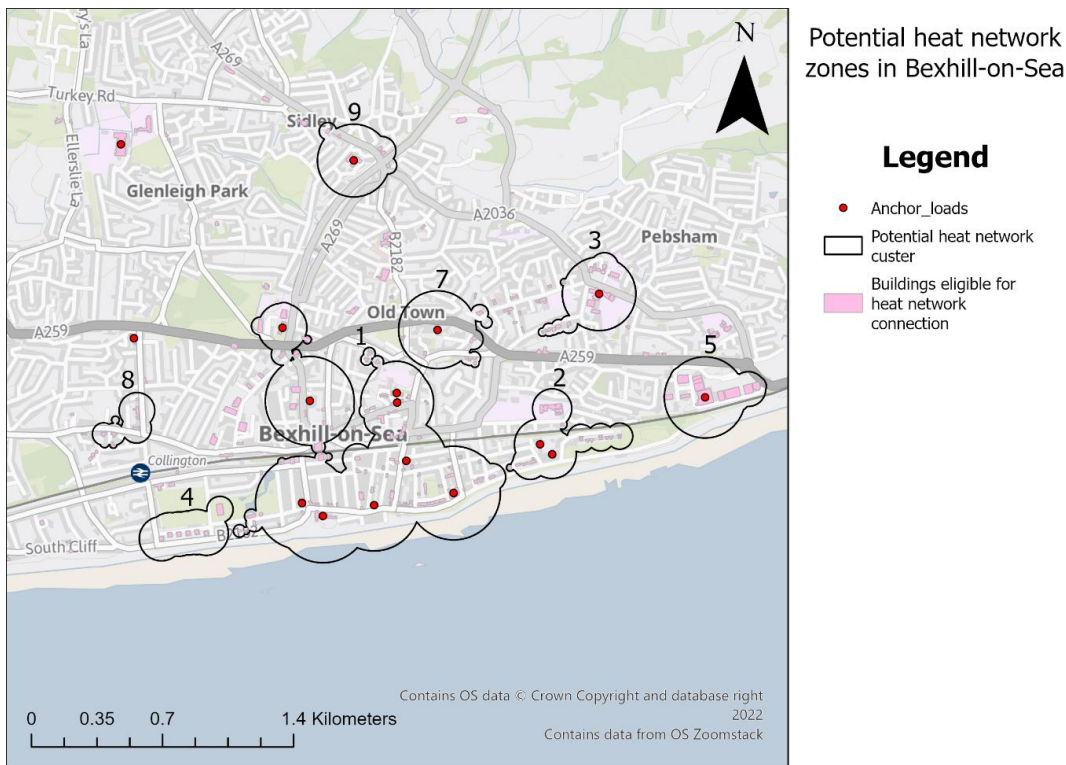 Potential heat network
zones in Bexhill-on-Sea
Legend
Anchor_loads
Potential heat network
custer
Buildings eligible for
heat network
connection
N
A269
Turkey Rd
Sidley
9
Ellerslie La
Glenleigh Park
A269
B2182
A2036
Pebsham
3
7
Old Town
A259
1
A259
5
8
2
Bexhill-on-Sea
Collington
4
B2182
South Cliff
Contains OS data © Crown Copyright and database right
2022
Contains data from OS Zoomstack
0 0.35 0.7 1.4 Kilometers